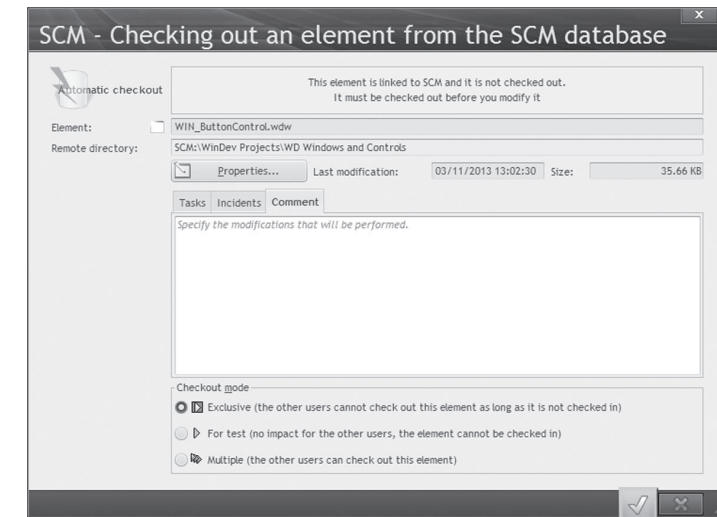 SCM - Checking out an element from the SCM database
x
Automatic checkout
This element is linked to SCM and it is not checked out.
It must be checked out before you modify it
Element:
WIN_ButtonControl.wdw
Remote directory:
SCM:\WinDev Projects\WD Windows and Controls
Properties...
Last modification:
03/11/2013 13:02:30
Size:
35.66 KB
Tasks
Incidents
Comment
Specify the modifications that will be performed.
Checkout mode
Exclusive (the other users cannot check out this element as long as it is not checked in)
For test (no impact for the other users, the element cannot be checked in)
Multiple (the other users can check out this element)